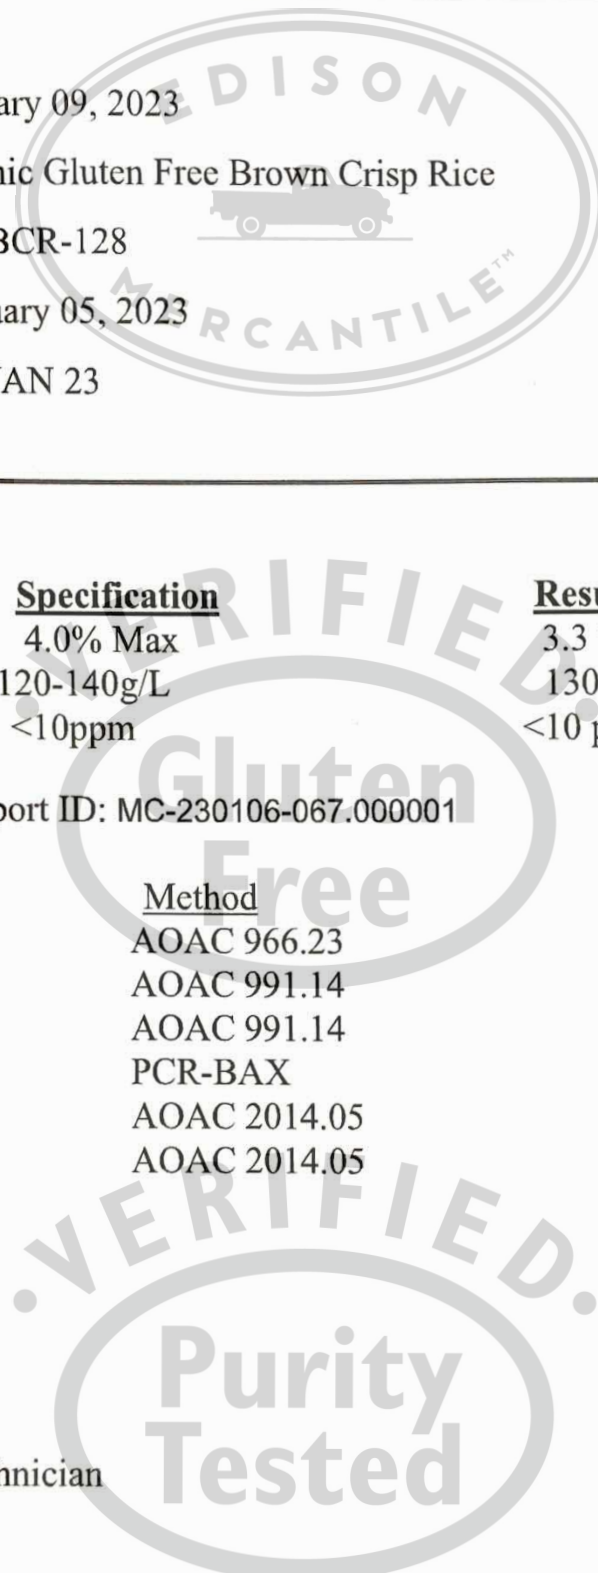 EDISON
ary 09, 2023
nic Gluten Free Brown Crisp Rice
BCR-128
MERCANTILE™
uary 05, 2023
JAN 23
VERIFIED
Specification Resu
4.0% Max 3.3
120-140g/L 130
<10ppm <10 p
Gluten
port ID: MC-230106-067.000001
Free
Method
AOAC 966.23
AOAC 991.14
AOAC 991.14
PCR-BAX
AOAC 2014.05
AOAC 2014.05
VERIFIED
Purity
Tested
hnician